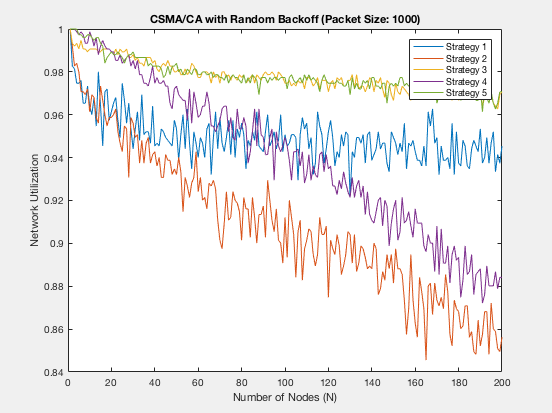 CSMA/CA with Random Backoff (Packet Size: 1000)
1
0.98
0.96
0.94
0.92
0.9
0.88
0.86
0.84
Network Utilization
Strategy 1
Strategy 2
Strategy 3
Strategy 4
Strategy 5
0 20 40 60 80 100 120 140 160 180 200
Number of Nodes (N)